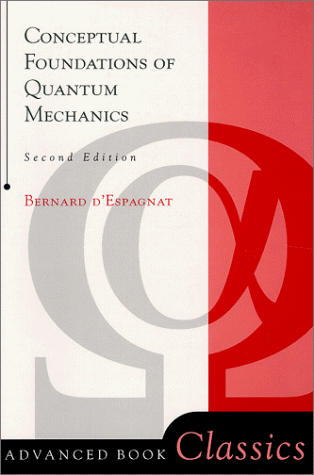 Conceptual
Foundations of
Quantum
Mechanics
Second Edition
Bernard d'Espagnat
Advanced Book Classics